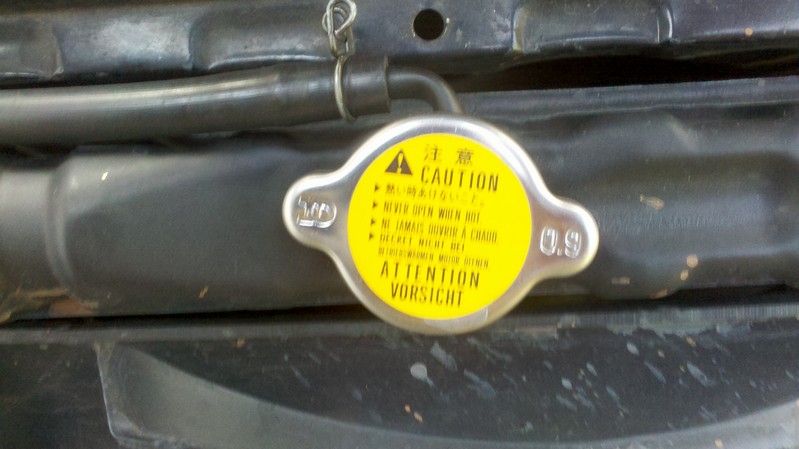 注意
CAUTION
熱い時あけないこと。
NEVER OPEN WHEN HOT.
NE JAMAIS OUVRIR À CHAUD.
DECKEL NICHT BEI
BETRIEBSWARMEN MOTOR ÖFFNEN
ATTENTION
VORSICHT
0.9